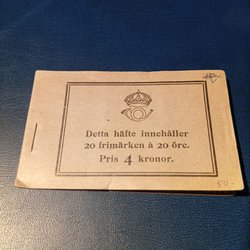 Detta häfte innehåller
20 frimärken à 20 öre.
Pris 4 kronor.